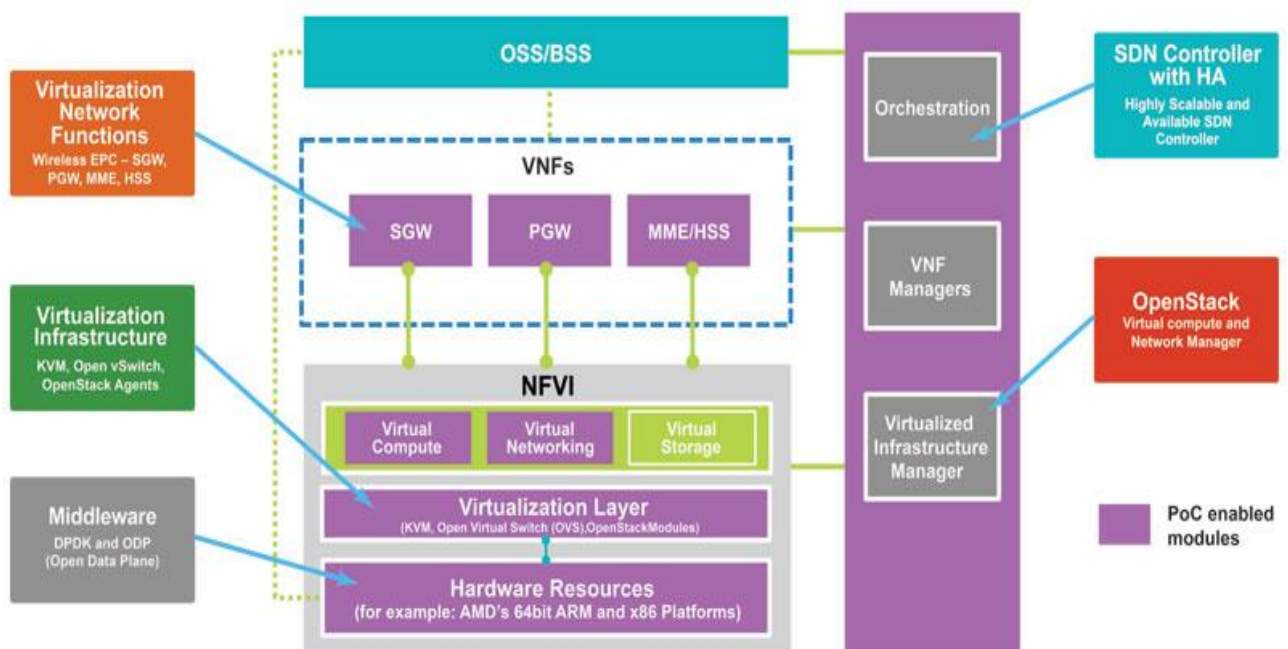 OSS/BSS
Virtualization
Network
Functions
Wireless EPC – SGW,
PGW, MME, HSS
Virtualization
Infrastructure
KVM, Open vSwitch,
OpenStack Agents
Middleware
DPDK and ODP
(Open Data Plane)
VNFs
SGW
PGW
MME/HSS
NFVI
Virtual
Compute
Virtual
Networking
Virtual
Storage
Virtualization Layer
(KVM, Open Virtual Switch (OVS),OpenStackModules)
Hardware Resources
(for example: AMD's 64bit ARM and x86 Platforms)
Orchestration
VNF
Managers
Virtualized
Infrastructure
Manager
SDN Controller
with HA
Highly Scalable and
Available SDN
Controller
OpenStack
Virtual compute and
Network Manager
PoC enabled
modules